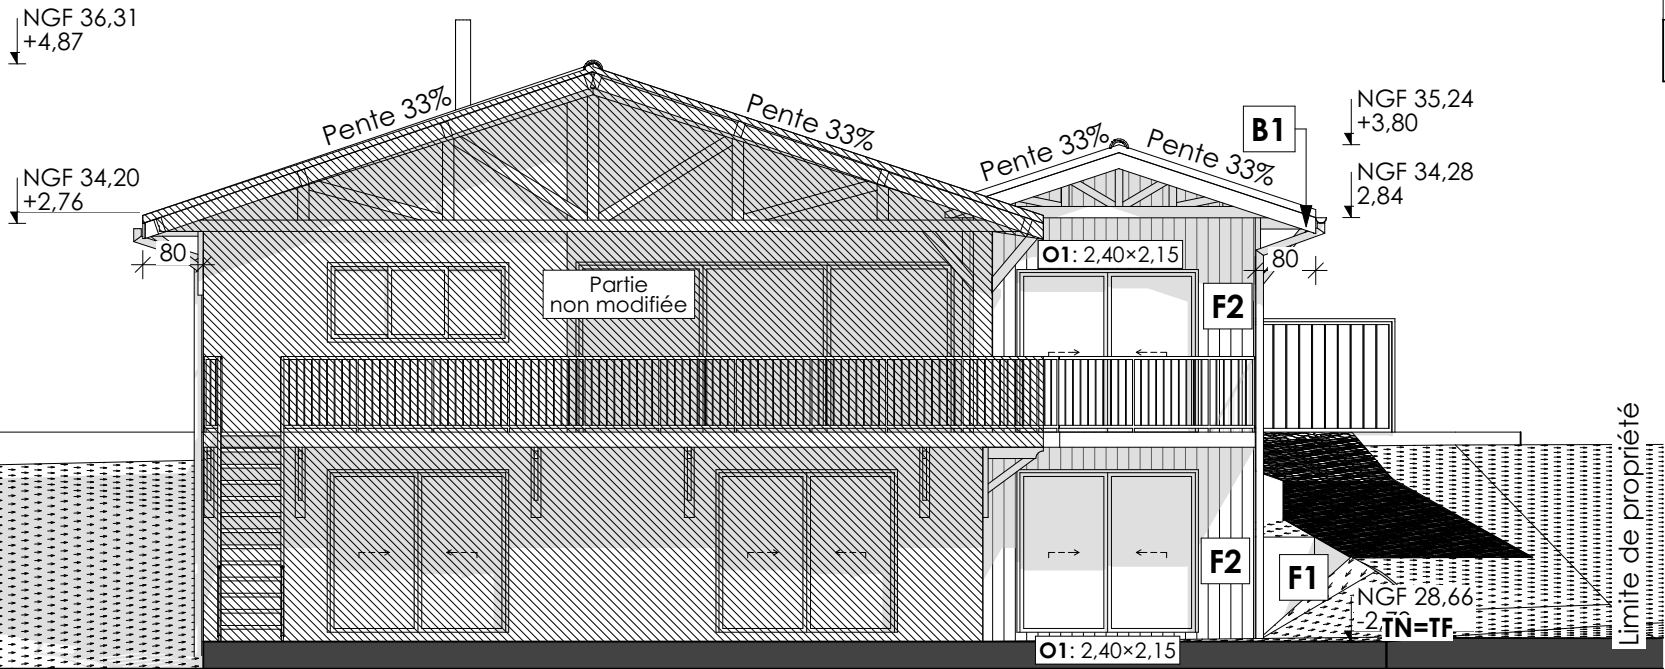 NGF 36,31
+4,87
Pente 33%
Pente 33%
Pente 33%
Pente 33%
B1
NGF 35,24
+3,80
NGF 34,20
+2,76
NGF 34,28
2,84
80
O1: 2,40×2,15
80
Partie
non modifiée
F2
Limite de propriété
F2
F1
NGF 28,66
TN=TF
O1: 2,40×2,15